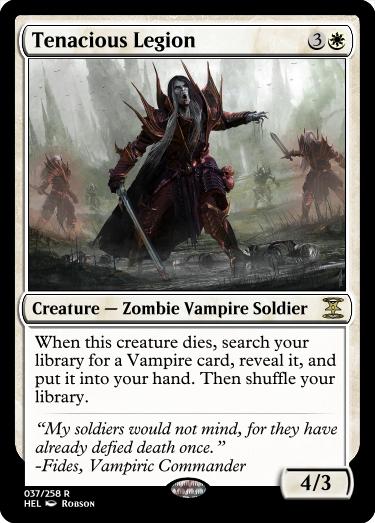 Tenacious Legion 3
Creature — Zombie Vampire Soldier
When this creature dies, search your
library for a Vampire card, reveal it, and
put it into your hand. Then shuffle your
library.
“My soldiers would not mind, for they have
already defied death once.”
-Fides, Vampiric Commander
4/3
037/258 R
HEL Robson